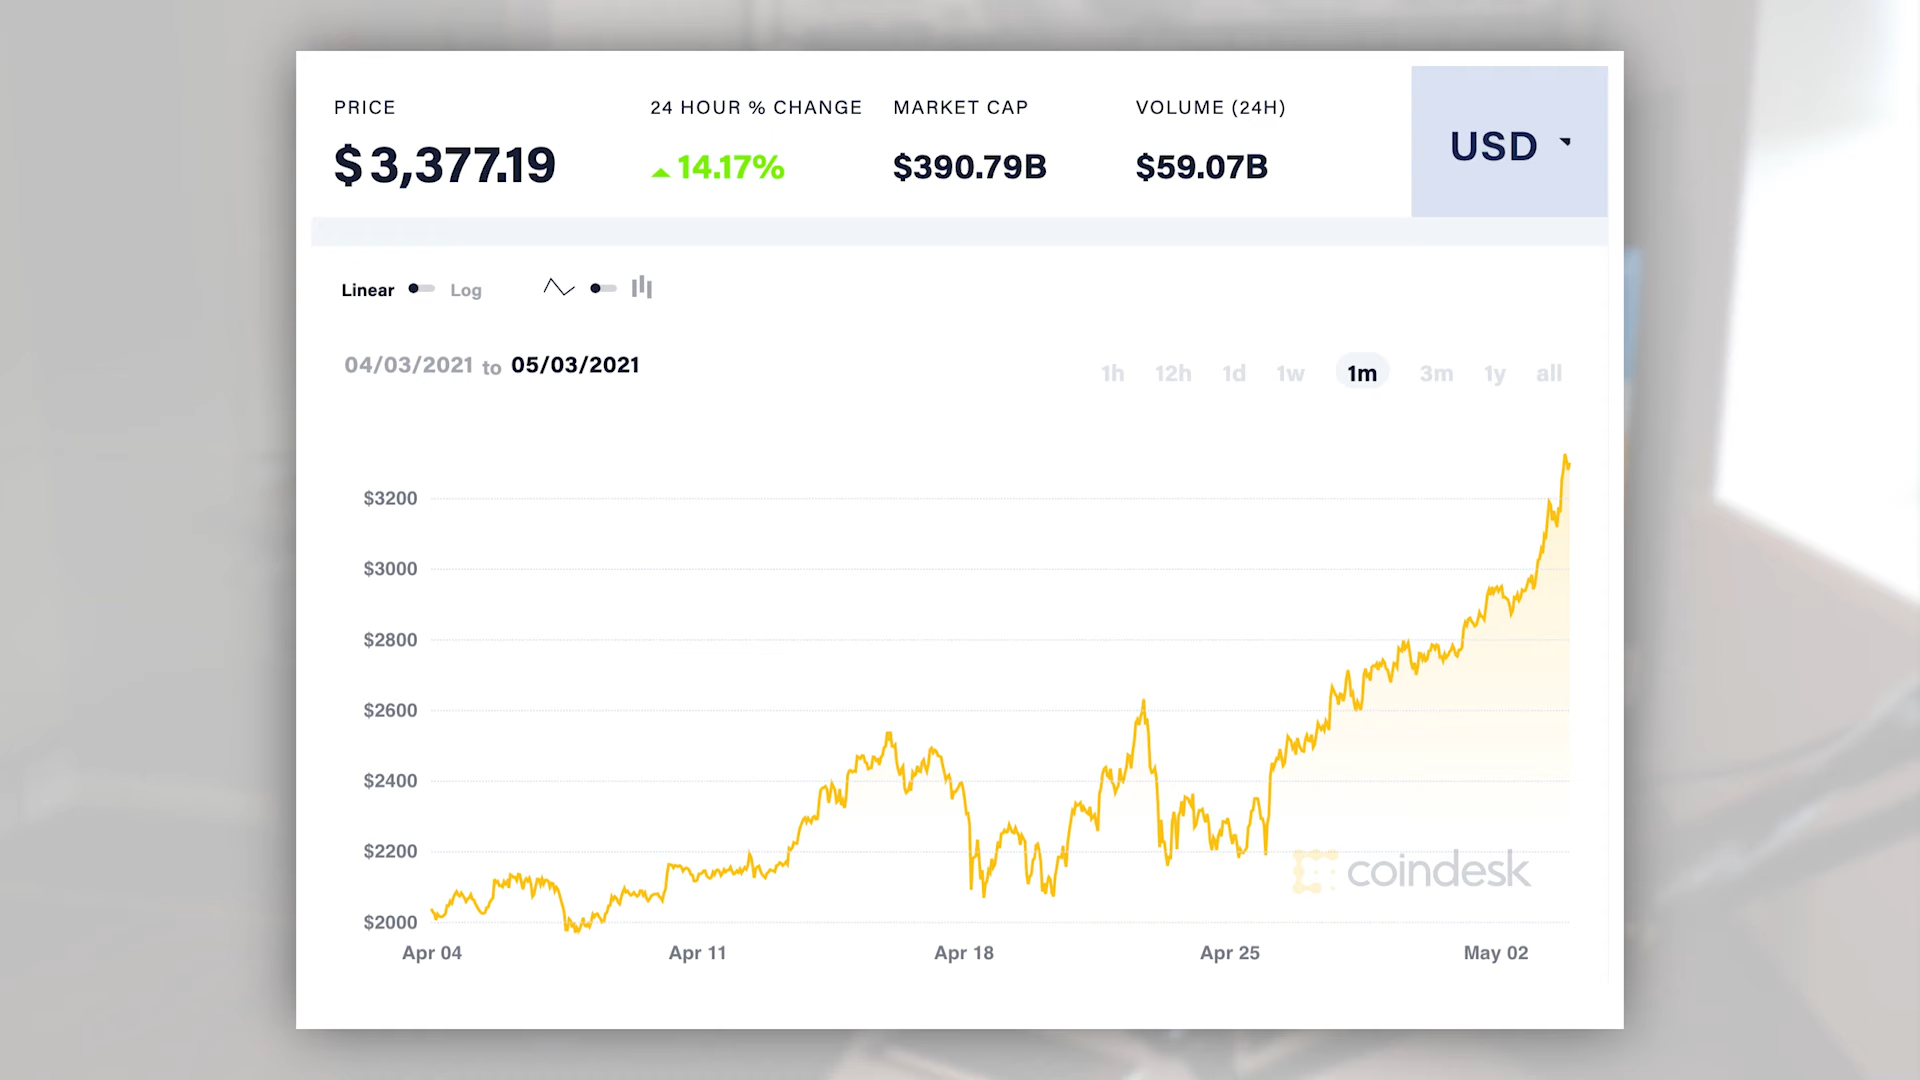 PRICE
24 HOUR % CHANGE
MARKET CAP
VOLUME (24H)
$3,377.19
14.17%
$390.79B
$59.07B
USD
Linear
Log
04/03/2021 to 05/03/2021
1h 12h 1d 1w 1m 3m 1y all
$3200
$3000
$2800
$2600
$2400
$2200
$2000
coindesk
Apr 04
Apr 11
Apr 18
Apr 25
May 02